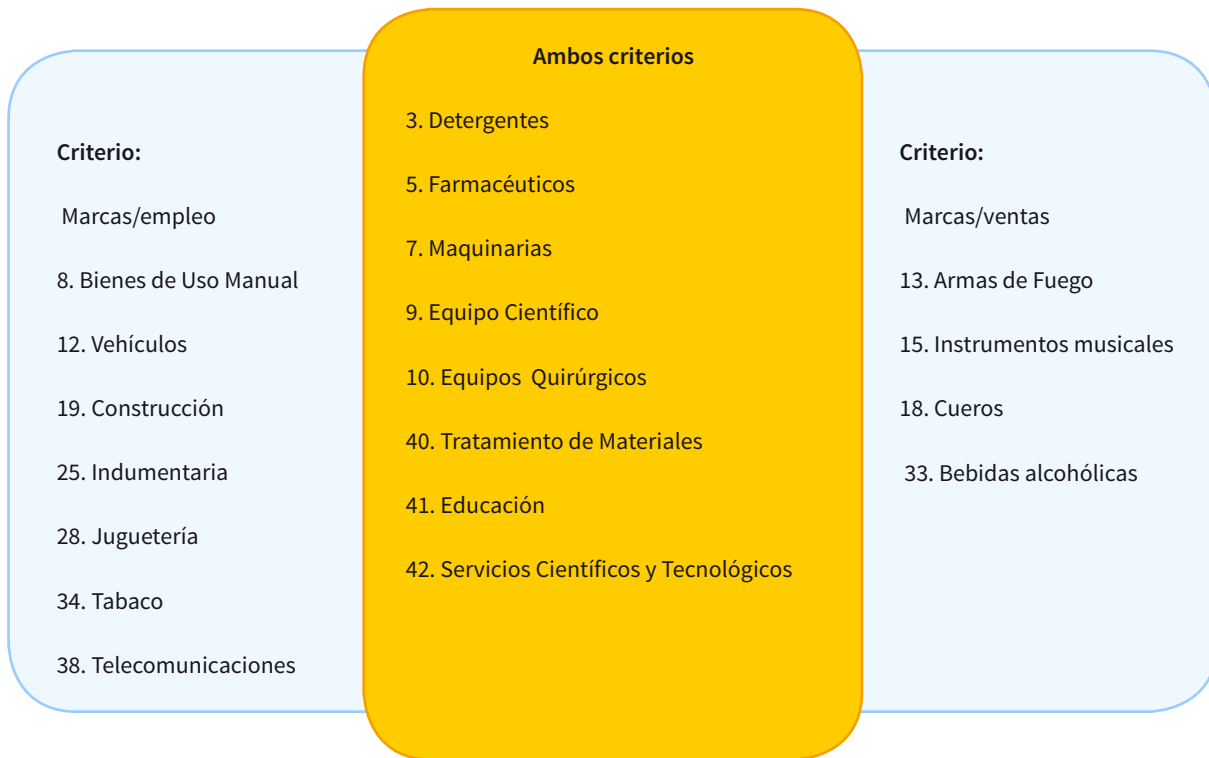 Criterio:
Marcas/empleo
8. Bienes de Uso Manual
12. Vehículos
19. Construcción
25. Indumentaria
28. Juguetería
34. Tabaco
38. Telecomunicaciones
Ambos criterios
3. Detergentes
5. Farmacéuticos
7. Maquinarias
9. Equipo Científico
10. Equipos Quirúrgicos
40. Tratamiento de Materiales
41. Educación
42. Servicios Científicos y Tecnológicos
Criterio:
Marcas/ventas
13. Armas de Fuego
15. Instrumentos musicales
18. Cueros
33. Bebidas alcohólicas